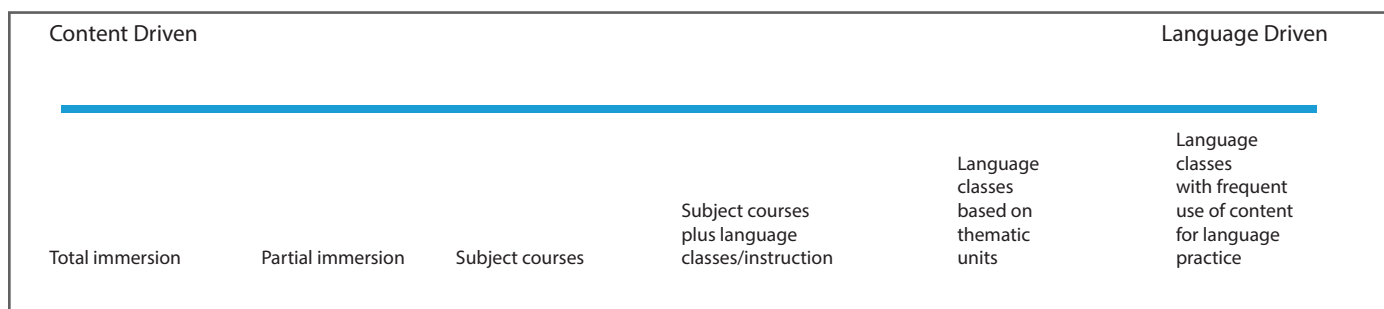 Content Driven
Language Driven
Total immersion
Partial immersion
Subject courses
Subject courses
plus language
classes/instruction
Language
classes
based on
thematic
units
Language
classes
with frequent
use of content
for language
practice